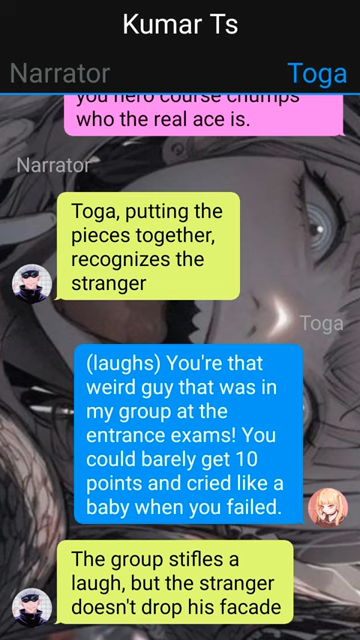 Kumar Ts
Narrator
Toga
you hero course chumps
who the real ace is.
Narrator
Toga, putting the
pieces together,
recognizes the
stranger
Toga
(laughs) You're that
weird guy that was in
my group at the
entrance exams! You
could barely get 10
points and cried like a
baby when you failed.
The group stifles a
laugh, but the stranger
doesn't drop his facade